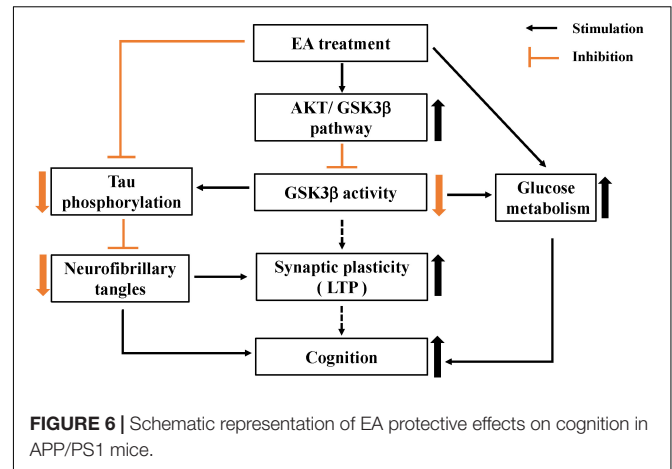 EA treatment
Stimulation
Inhibition
AKT/ GSK3β
pathway
Tau
phosphorylation
GSK3β activity
Glucose
metabolism
Neurofibrillary
tangles
Synaptic plasticity
( LTP )
Cognition
FIGURE 6 | Schematic representation of EA protective effects on cognition in
APP/PS1 mice.